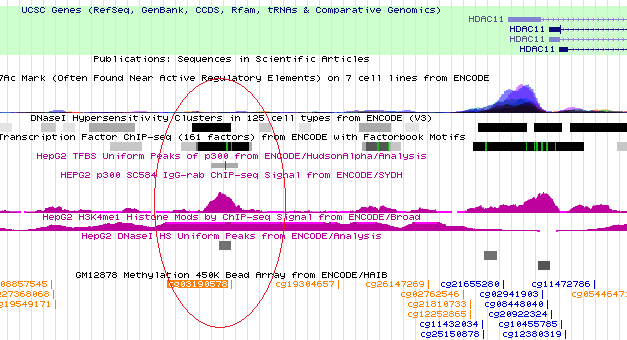 UCSC Genes (RefSeq, GenBank, CCDS, Rfam, tRNAs & Comparative Genomics)
HDAC11
HDAC11
HDAC11
HDAC11
Publications: Sequences in Scientific Articles
7Ac Mark (Often Found Near Active Regulatory Elements) on 7 cell lines from ENCODE
DNaseI Hypersensitivity Clusters in 125 cell types from ENCODE (V3)
Transcription Factor ChIP-seq (161 factors) from ENCODE with Factorbook Motifs
HepG2 TFBS Uniform Peaks of p300 from ENCODE/HudsonAlpha/Analysis
HEPG2 p300 SC584 IgG-rab ChIP-seq Signal from ENCODE/SYDH
HepG2 H3K4me1 Histone Mods by ChIP-seq Signal from ENCODE/Broad
HepG2 DNaseI HS Uniform Peaks from ENCODE/Analysis
GM12878 Methylation 450K Bead Array from ENCODE/HAIB
08657545 cg03190578 cg19304657 cg26147269 cg21655280 cg11472786
27368068 cg02762546 cg02941903 cg05446471
19549171 cg21810733 cg08448040
cg12252865 cg20922324
cg11432034 cg10455785
cg25150878 cg12380319